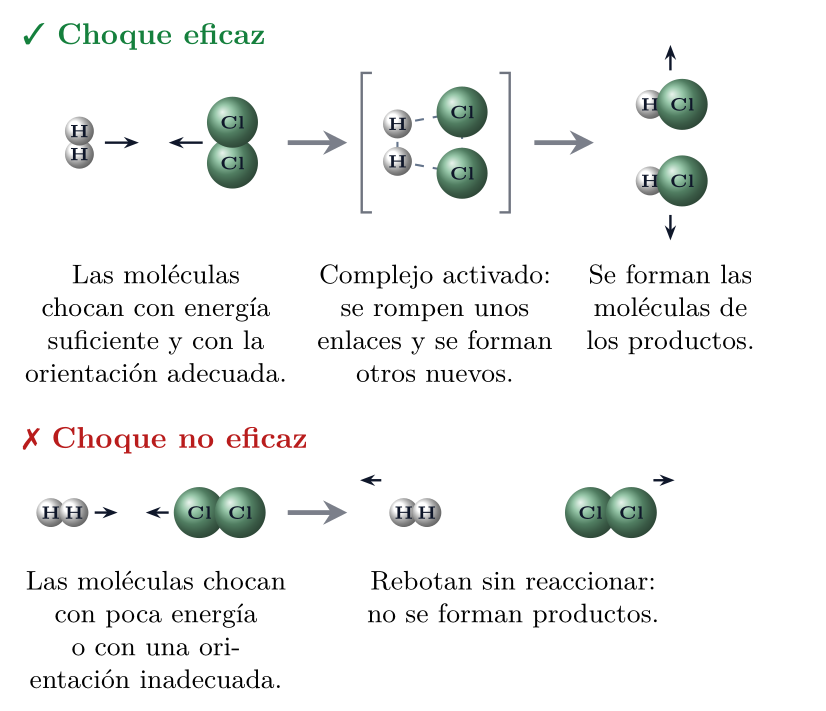 ✓ Choque eficaz
H
H
Cl
Cl
H
H
Cl
Cl
H Cl
H Cl
Las moléculas
chocan con energía
suficiente y con la
orientación adecuada.
Complejo activado:
se rompen unos
enlaces y se forman
otros nuevos.
Se forman las
moléculas de
los productos.
✗ Choque no eficaz
H H
Cl Cl
H H
Cl Cl
Las moléculas chocan
con poca energía
o con una ori-
entación inadecuada.
Rebotan sin reaccionar:
no se forman productos.